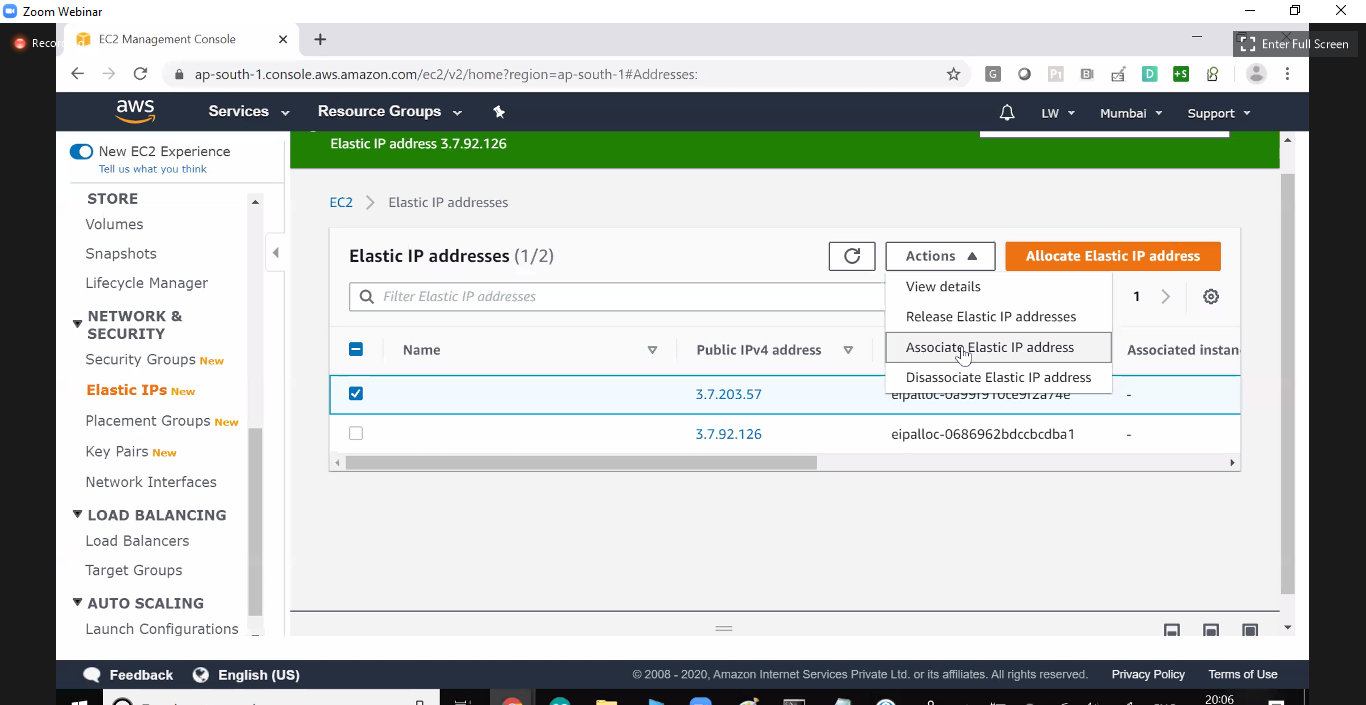 Zoom Webinar
EC2 Management Console
Enter Full Screen
ap-south-1.console.aws.amazon.com/ec2/v2/home?region=ap-south-1#Addresses:
aws
Services
Resource Groups
LW
Mumbai
Support
New EC2 Experience
Tell us what you think
STORE
Volumes
Snapshots
Lifecycle Manager
NETWORK &
SECURITY
Security Groups New
Elastic IPs New
Placement Groups New
Key Pairs New
Network Interfaces
LOAD BALANCING
Load Balancers
Target Groups
AUTO SCALING
Launch Configurations
Elastic IP address 3.7.92.126
EC2 > Elastic IP addresses
Elastic IP addresses (1/2)
Actions
Allocate Elastic IP address
Filter Elastic IP addresses
1
View details
Release Elastic IP addresses
Associate Elastic IP address
Disassociate Elastic IP address
Name
Public IPv4 address
Associated instan
3.7.203.57
-
3.7.92.126
eipalloc-0686962bdccbcdba1
-
Feedback
English (US)
© 2008 - 2020, Amazon Internet Services Private Ltd. or its affiliates. All rights reserved.
Privacy Policy
Terms of Use
20:06